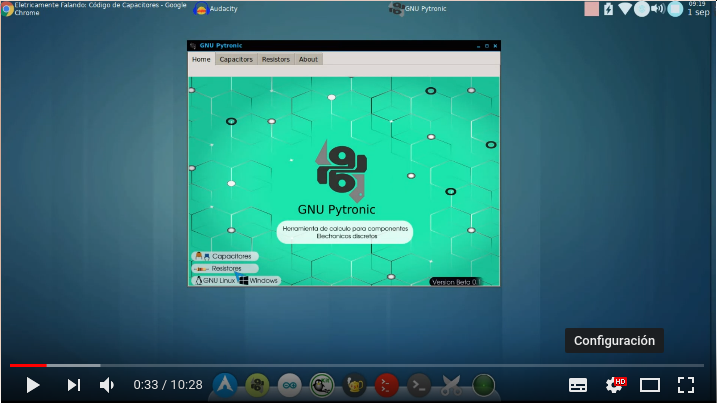 Eletricamente Falando: Código de Capacitores - Google Chrome
Audacity
GNU Pytronic
09:19
1 sep
GNU Pytronic
Home Capacitors Resistors About
GNU Pytronic
Herramienta de calculo para componentes
Electronicos discretos
Capacitores
Resistores
GNU Linux Windows
Version Beta 0.1
Configuración
0:33 / 10:28
HD